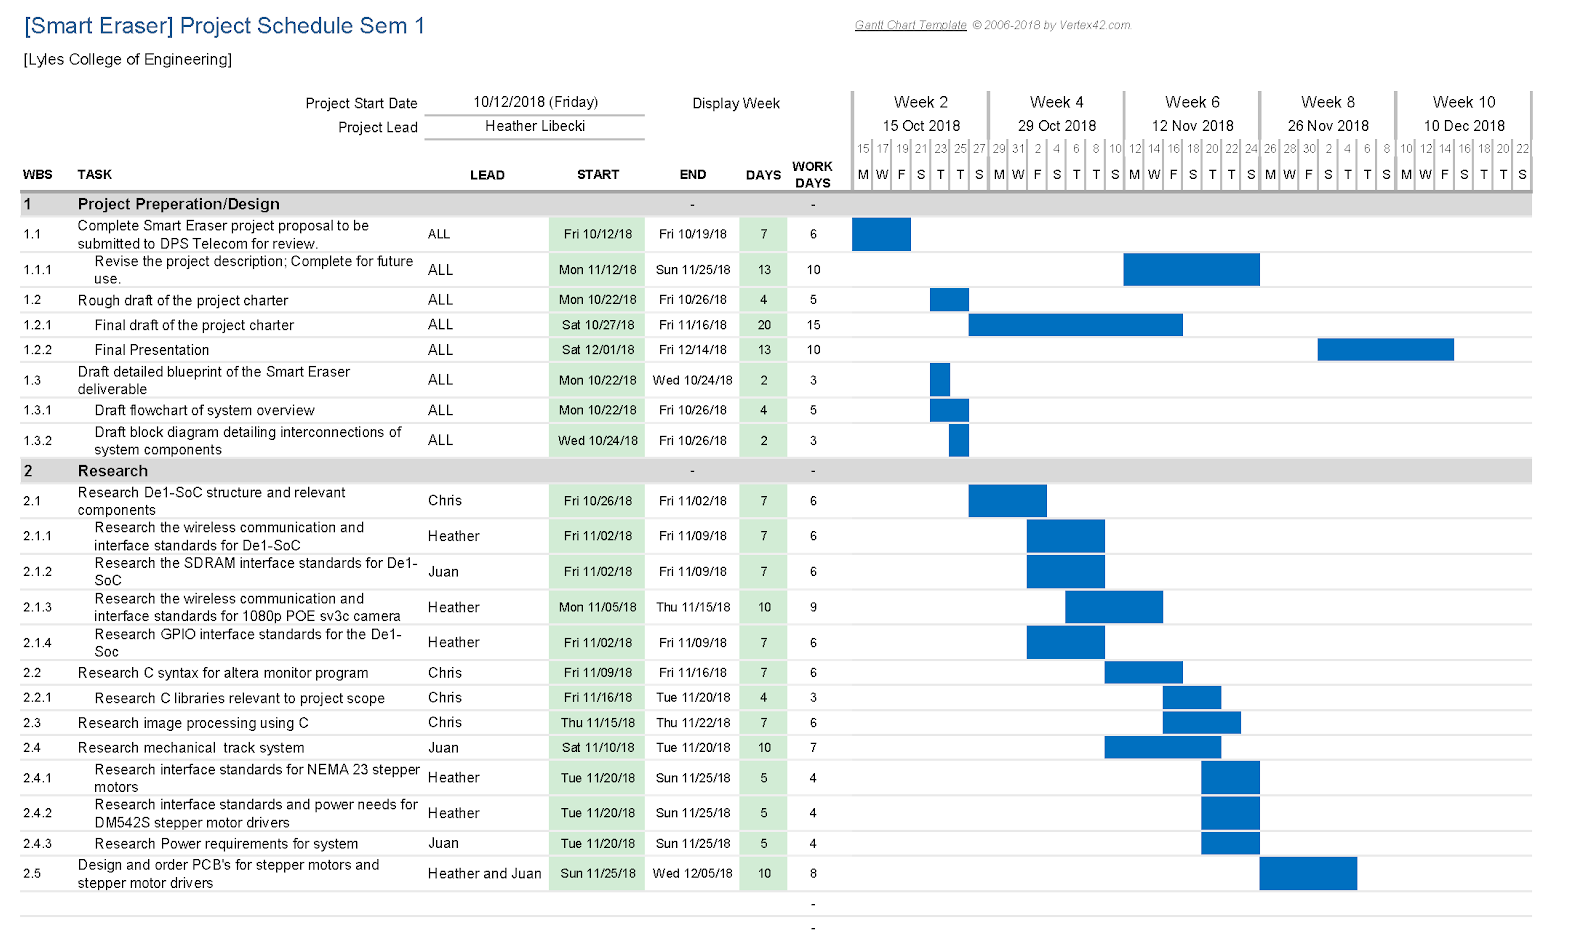 [Smart Eraser] Project Schedule Sem 1
Gantt Chart Template © 2006-2018 by Vertex42.com.
[Lyles College of Engineering]
Project Start Date 10/12/2018 (Friday) Display Week Week 2 Week 4 Week 6 Week 8 Week 10
Project Lead Heather Libecki 15 Oct 2018 29 Oct 2018 12 Nov 2018 26 Nov 2018 10 Dec 2018
15 17 19 21 23 25 27 29 31 2 4 6 8 10 12 14 16 18 20 22 24 26 28 30 2 4 6 8 10 12 14 16 18 20 22
WBS TASK LEAD START END DAYS WORK DAYS M W F S T T S M W F S T T S M W F S T T S M W F S T T S M W F S T T S
1 Project Preperation/Design - -
1.1 Complete Smart Eraser project proposal to be
submitted to DPS Telecom for review. ALL Fri 10/12/18 Fri 10/19/18 7 6
1.1.1 Revise the project description; Complete for future
use. ALL Mon 11/12/18 Sun 11/25/18 13 10
1.2 Rough draft of the project charter ALL Mon 10/22/18 Fri 10/26/18 4 5
1.2.1 Final draft of the project charter ALL Sat 10/27/18 Fri 11/16/18 20 15
1.2.2 Final Presentation ALL Sat 12/01/18 Fri 12/14/18 13 10
1.3 Draft detailed blueprint of the Smart Eraser
deliverable ALL Mon 10/22/18 Wed 10/24/18 2 3
1.3.1 Draft flowchart of system overview ALL Mon 10/22/18 Fri 10/26/18 4 5
1.3.2 Draft block diagram detailing interconnections of
system components ALL Wed 10/24/18 Fri 10/26/18 2 3
2 Research - -
2.1 Research De1-SoC structure and relevant
components Chris Fri 10/26/18 Fri 11/02/18 7 6
2.1.1 Research the wireless communication and
interface standards for De1-SoC Heather Fri 11/02/18 Fri 11/09/18 7 6
2.1.2 Research the SDRAM interface standards for De1-
SoC Juan Fri 11/02/18 Fri 11/09/18 7 6
2.1.3 Research the wireless communication and
interface standards for 1080p POE sv3c camera Heather Mon 11/05/18 Thu 11/15/18 10 9
2.1.4 Research GPIO interface standards for the De1-
Soc Heather Fri 11/02/18 Fri 11/09/18 7 6
2.2 Research C syntax for altera monitor program Chris Fri 11/09/18 Fri 11/16/18 7 6
2.2.1 Research C libraries relevant to project scope Chris Fri 11/16/18 Tue 11/20/18 4 3
2.3 Research image processing using C Chris Thu 11/15/18 Thu 11/22/18 7 6
2.4 Research mechanical track system Juan Sat 11/10/18 Tue 11/20/18 10 7
2.4.1 Research interface standards for NEMA 23 stepper
motors Heather Tue 11/20/18 Sun 11/25/18 5 4
2.4.2 Research interface standards and power needs for
DM542S stepper motor drivers Heather Tue 11/20/18 Sun 11/25/18 5 4
2.4.3 Research Power requirements for system Juan Tue 11/20/18 Sun 11/25/18 5 4
2.5 Design and order PCB's for stepper motors and
stepper motor drivers Heather and Juan Sun 11/25/18 Wed 12/05/18 10 8
-
-